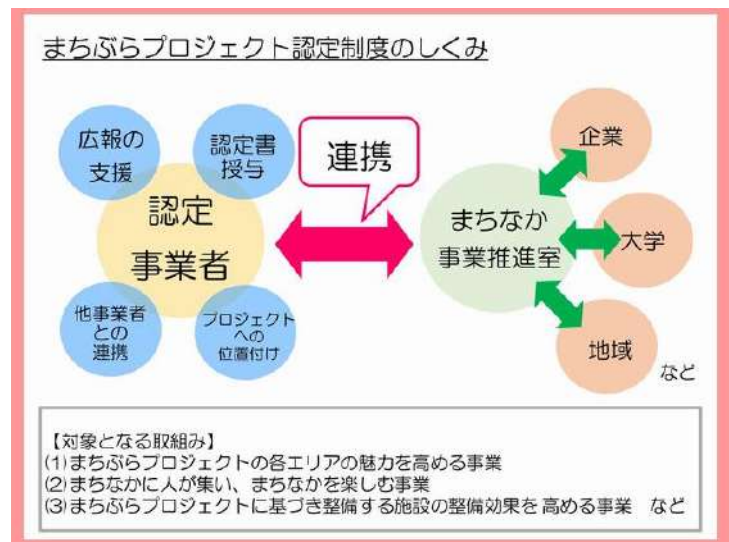 まちぶらプロジェクト認定制度のしくみ
広報の
支援
認定書
授与
認定
事業者
他事業者
との
連携
プロジェクト
への
位置付け
連携
まちなか
事業推進室
企業
大学
地域
など
【対象となる取組み】
(1)まちぶらプロジェクトの各エリアの魅力を高める事業
(2)まちなかに人が集い、まちなかを楽しむ事業
(3)まちぶらプロジェクトに基づき整備する施設の整備効果を高める事業 など